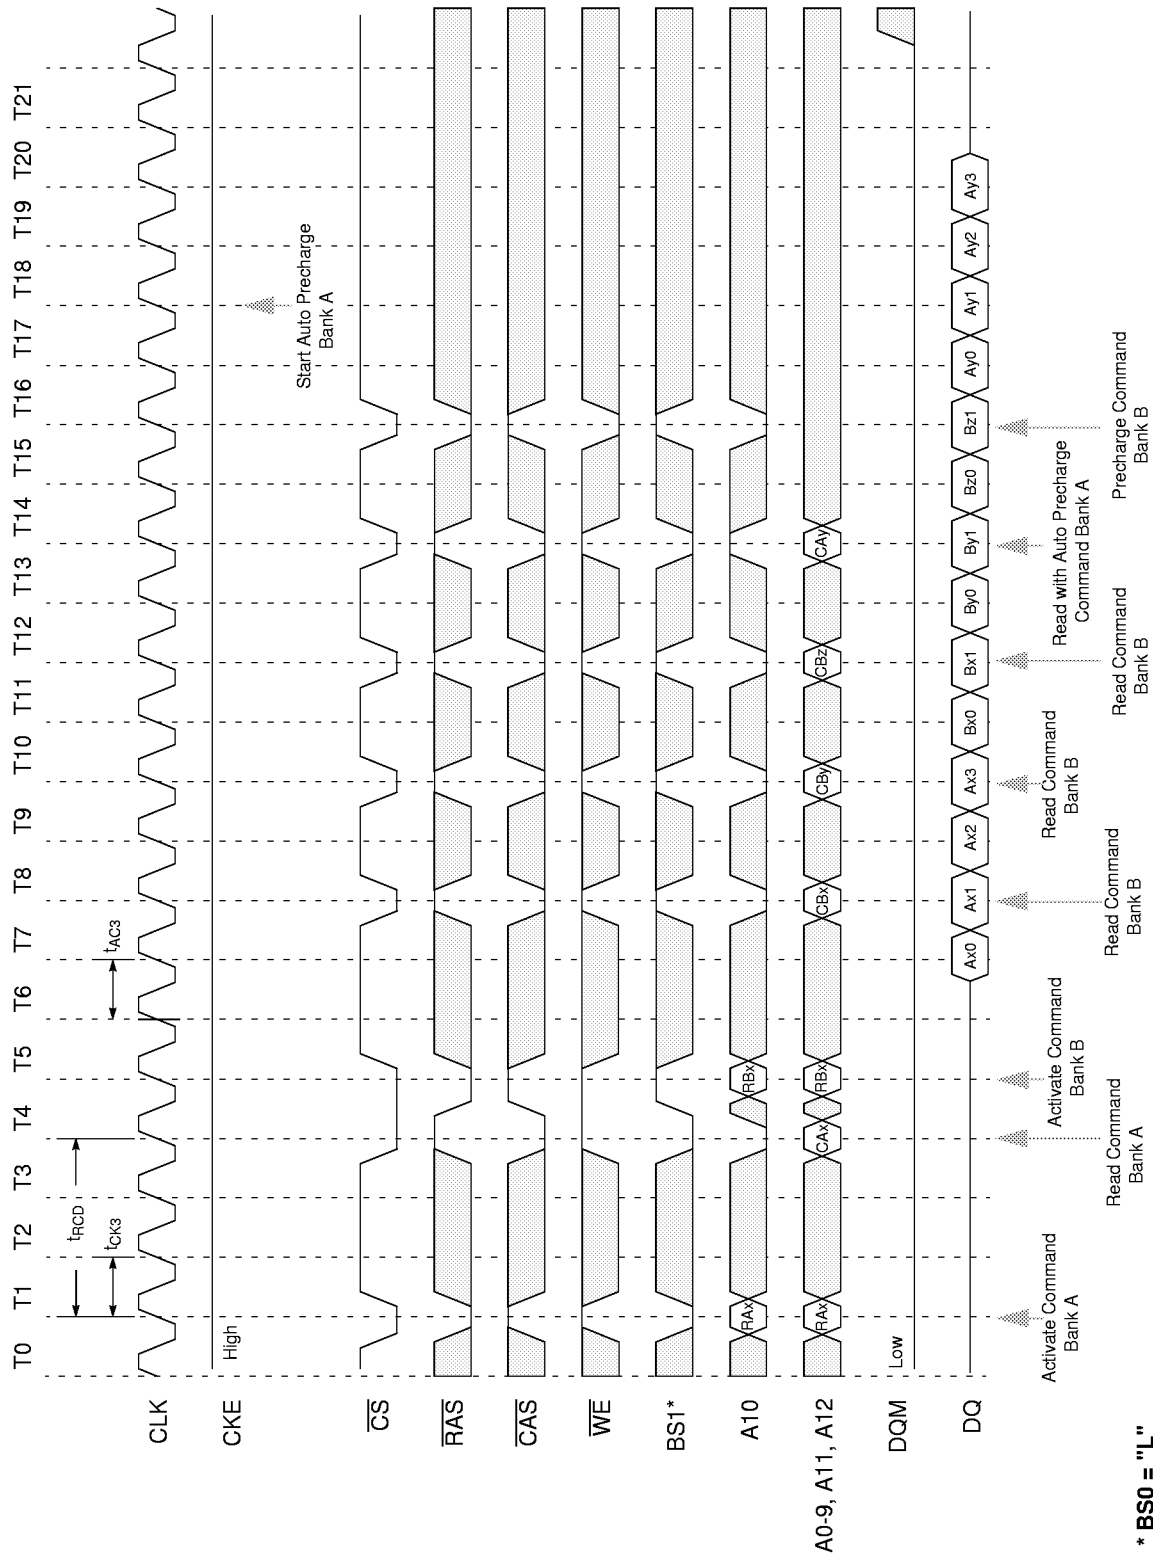 T0 T1 T2 T3 T4 T5 T6 T7 T8 T9 T10 T11 T12 T13 T14 T15 T16 T17 T18 T19 T20 T21
tRCD
tCK3
tAC3
CLK
CKE
High
Start Auto Precharge
Bank A
CS
RAS
CAS
WE
BS1*
A10
RAx RBx
A0-9, A11, A12
RAx CAx RBx CBx CBy CBz CAy
DQM
Low
DQ
Ax0 Ax1 Ax2 Ax3 Bx0 Bx1 By0 By1 Bz0 Bz1 Ay0 Ay1 Ay2 Ay3
Activate Command
Bank A
Read Command
Bank A
Activate Command
Bank B
Read Command
Bank B
Read Command
Bank B
Read Command
Bank B
Read with Auto Precharge
Command Bank A
Precharge Command
Bank B
* BS0 = "L"